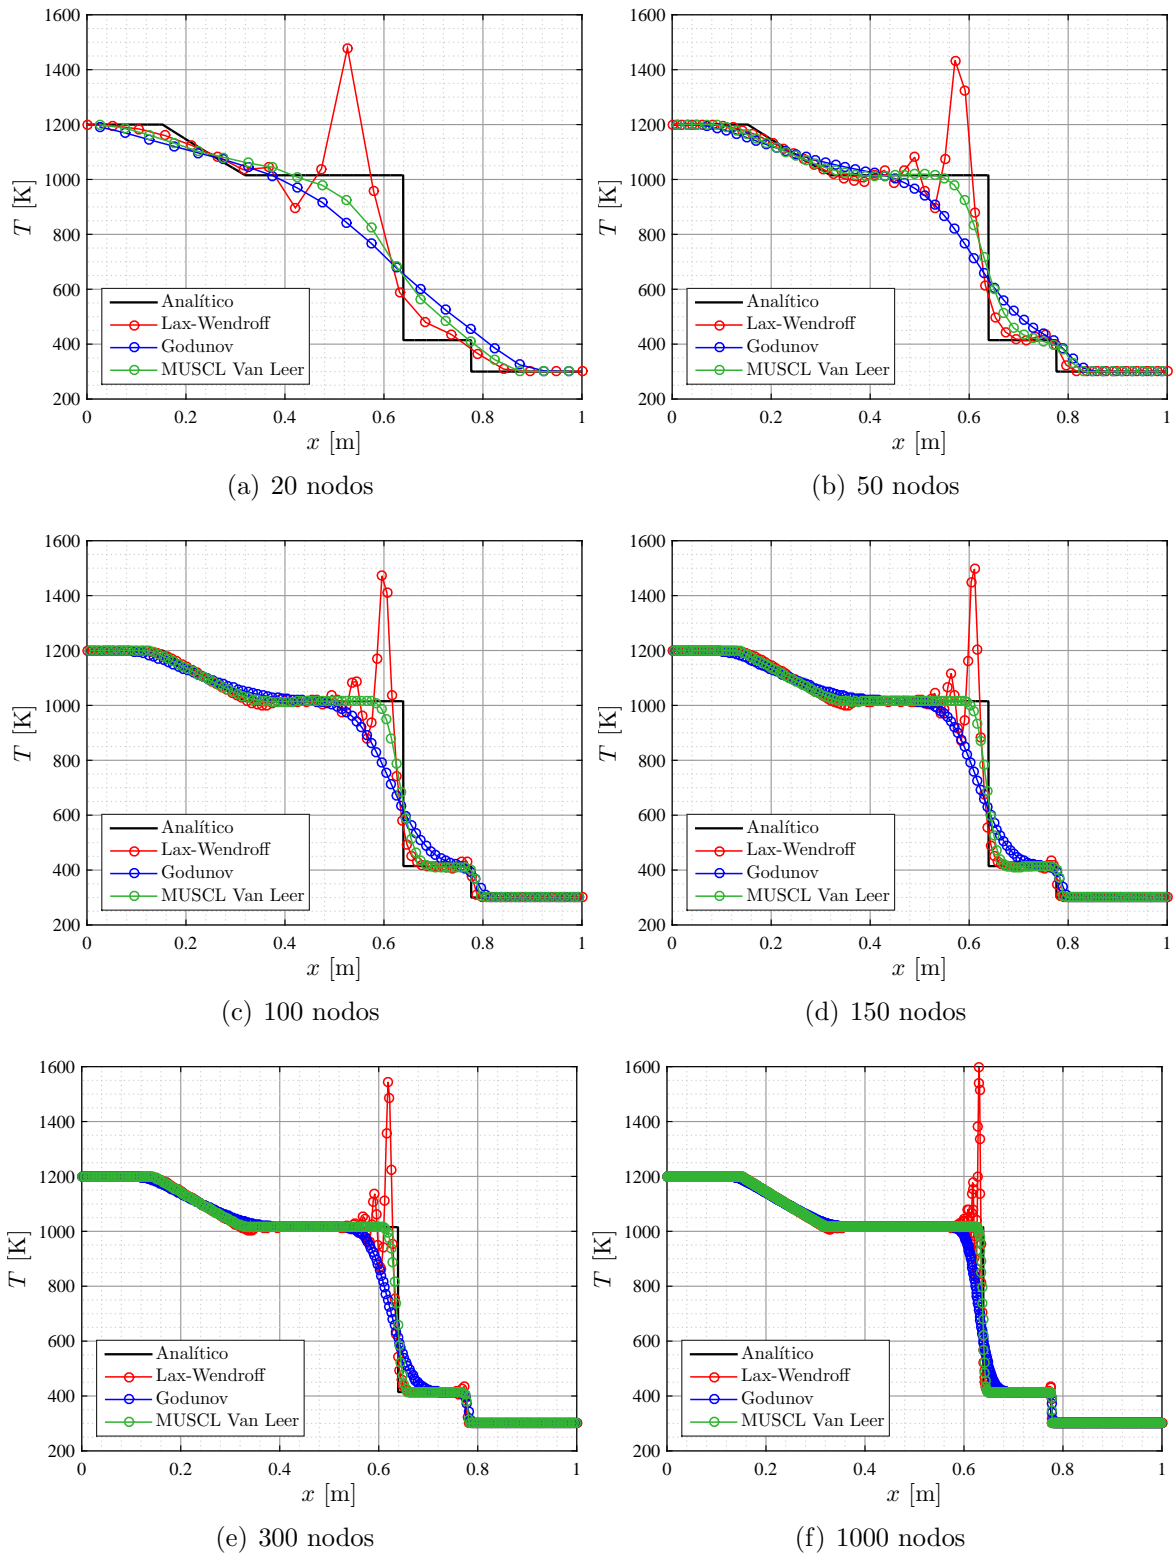 1600
1400
1200
1000
800
600
400
200
T [K]
Analítico
Lax-Wendroff
Godunov
MUSCL Van Leer
0 0.2 0.4 0.6 0.8 1
x [m]
(a) 20 nodos
1600
1400
1200
1000
800
600
400
200
T [K]
Analítico
Lax-Wendroff
Godunov
MUSCL Van Leer
0 0.2 0.4 0.6 0.8 1
x [m]
(b) 50 nodos
1600
1400
1200
1000
800
600
400
200
T [K]
Analítico
Lax-Wendroff
Godunov
MUSCL Van Leer
0 0.2 0.4 0.6 0.8 1
x [m]
(c) 100 nodos
1600
1400
1200
1000
800
600
400
200
T [K]
Analítico
Lax-Wendroff
Godunov
MUSCL Van Leer
0 0.2 0.4 0.6 0.8 1
x [m]
(d) 150 nodos
1600
1400
1200
1000
800
600
400
200
T [K]
Analítico
Lax-Wendroff
Godunov
MUSCL Van Leer
0 0.2 0.4 0.6 0.8 1
x [m]
(e) 300 nodos
1600
1400
1200
1000
800
600
400
200
T [K]
Analítico
Lax-Wendroff
Godunov
MUSCL Van Leer
0 0.2 0.4 0.6 0.8 1
x [m]
(f) 1000 nodos